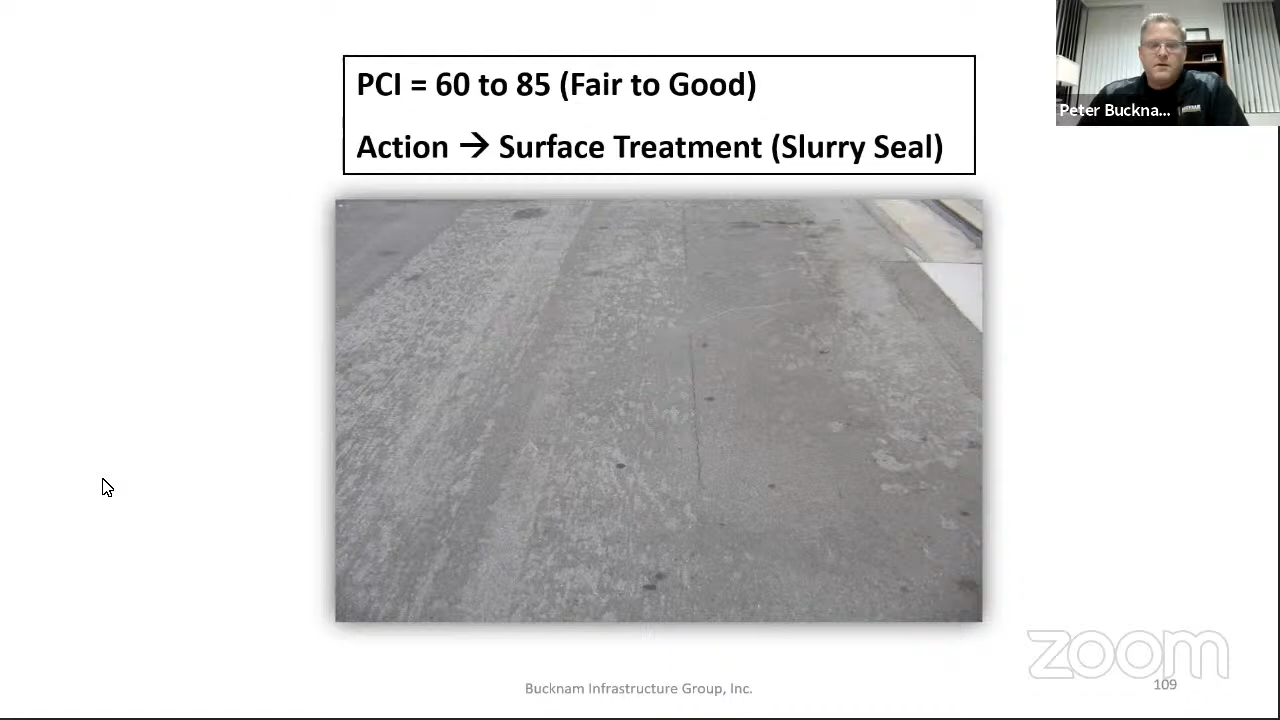 PCI = 60 to 85 (Fair to Good)
Action → Surface Treatment (Slurry Seal)
Peter Buckna...
Bucknam Infrastructure Group, Inc.
zoom
109